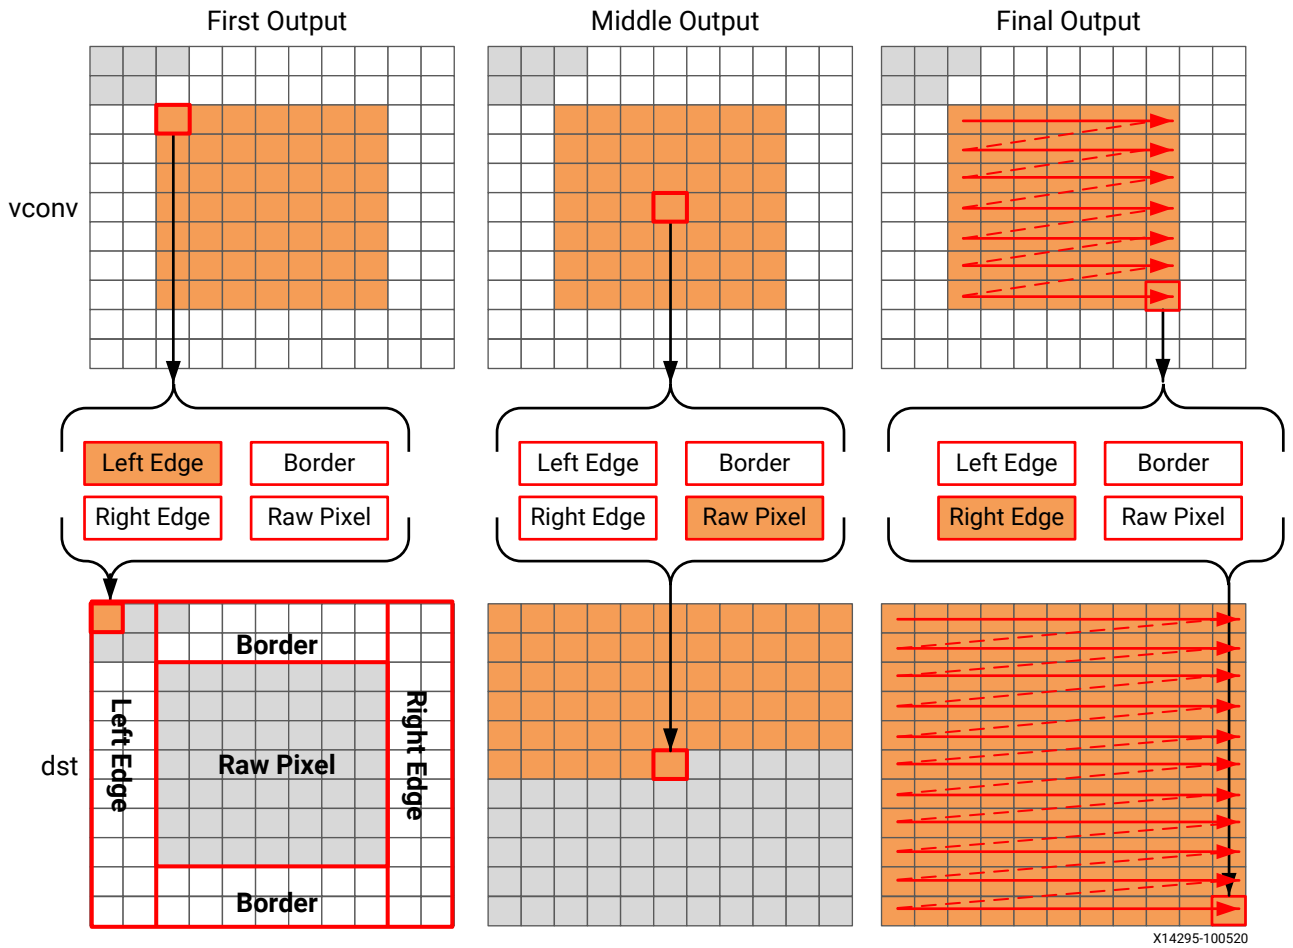 First Output
Middle Output
Final Output
vconv
Left Edge
Border
Right Edge
Raw Pixel
Left Edge
Border
Right Edge
Raw Pixel
Left Edge
Border
Right Edge
Raw Pixel
dst
Border
Left Edge
Raw Pixel
Right Edge
Border
X14295-100520